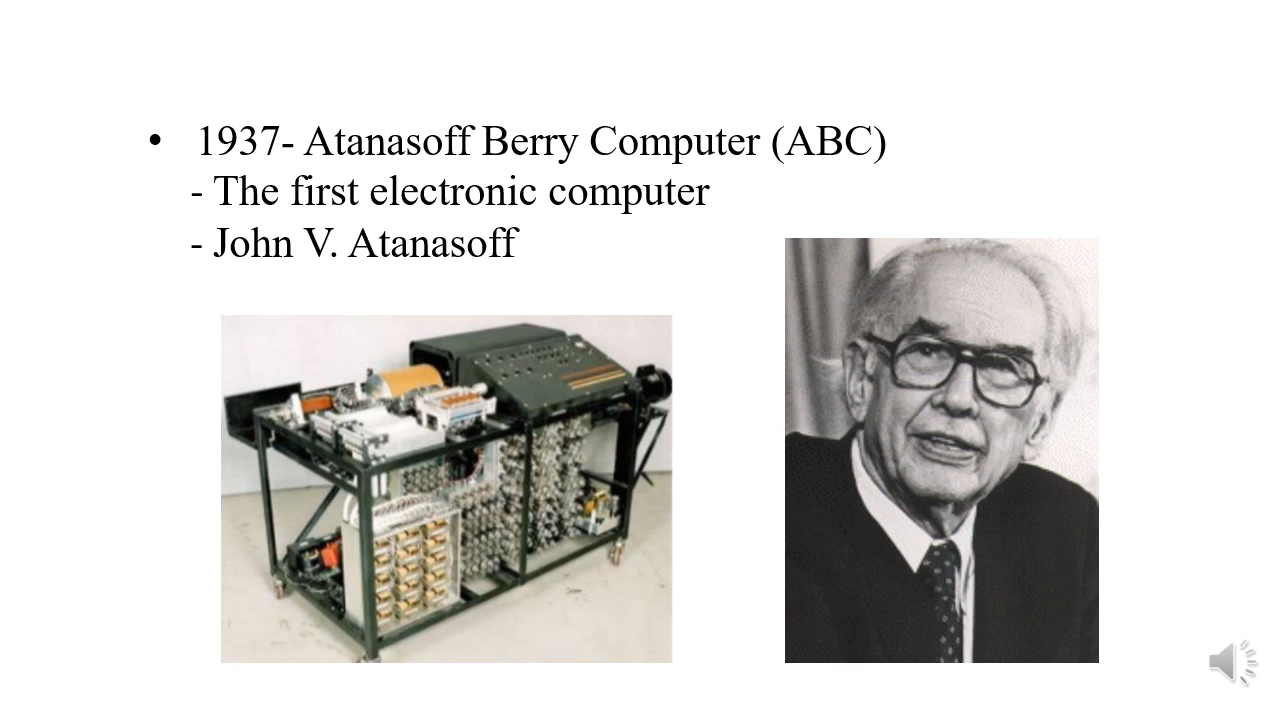 • 1937- Atanasoff Berry Computer (ABC)
- The first electronic computer
- John V. Atanasoff